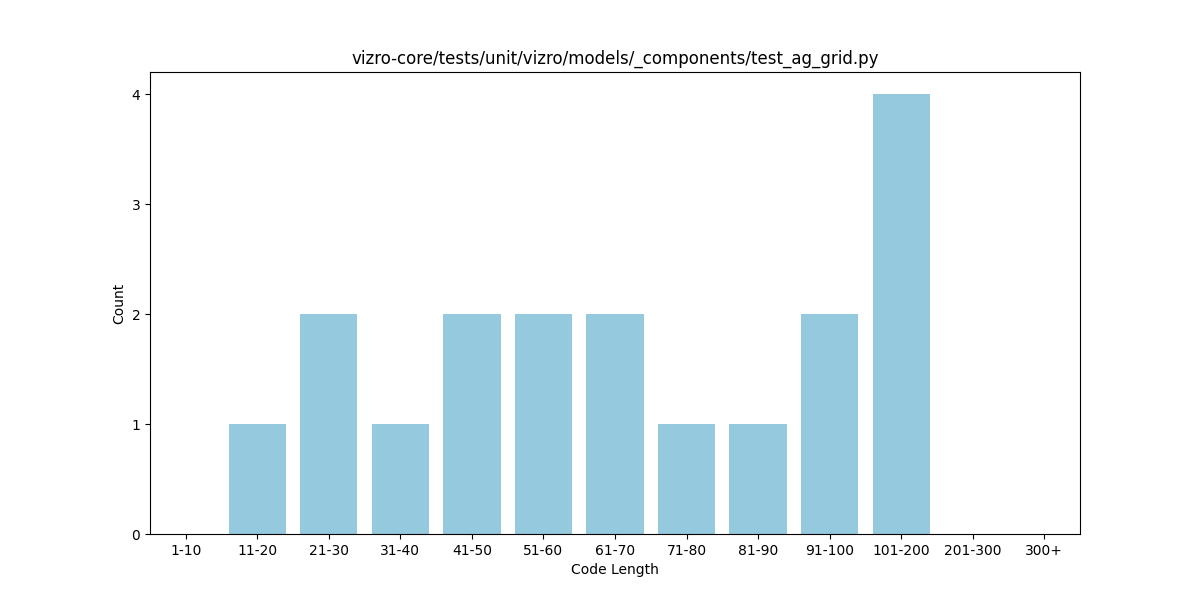 vizro-core/tests/unit/vizro/models/_components/test_ag_grid.py
4
3
2
1
0
Count
1-10 11-20 21-30 31-40 41-50 51-60 61-70 71-80 81-90 91-100 101-200 201-300 300+
Code Length